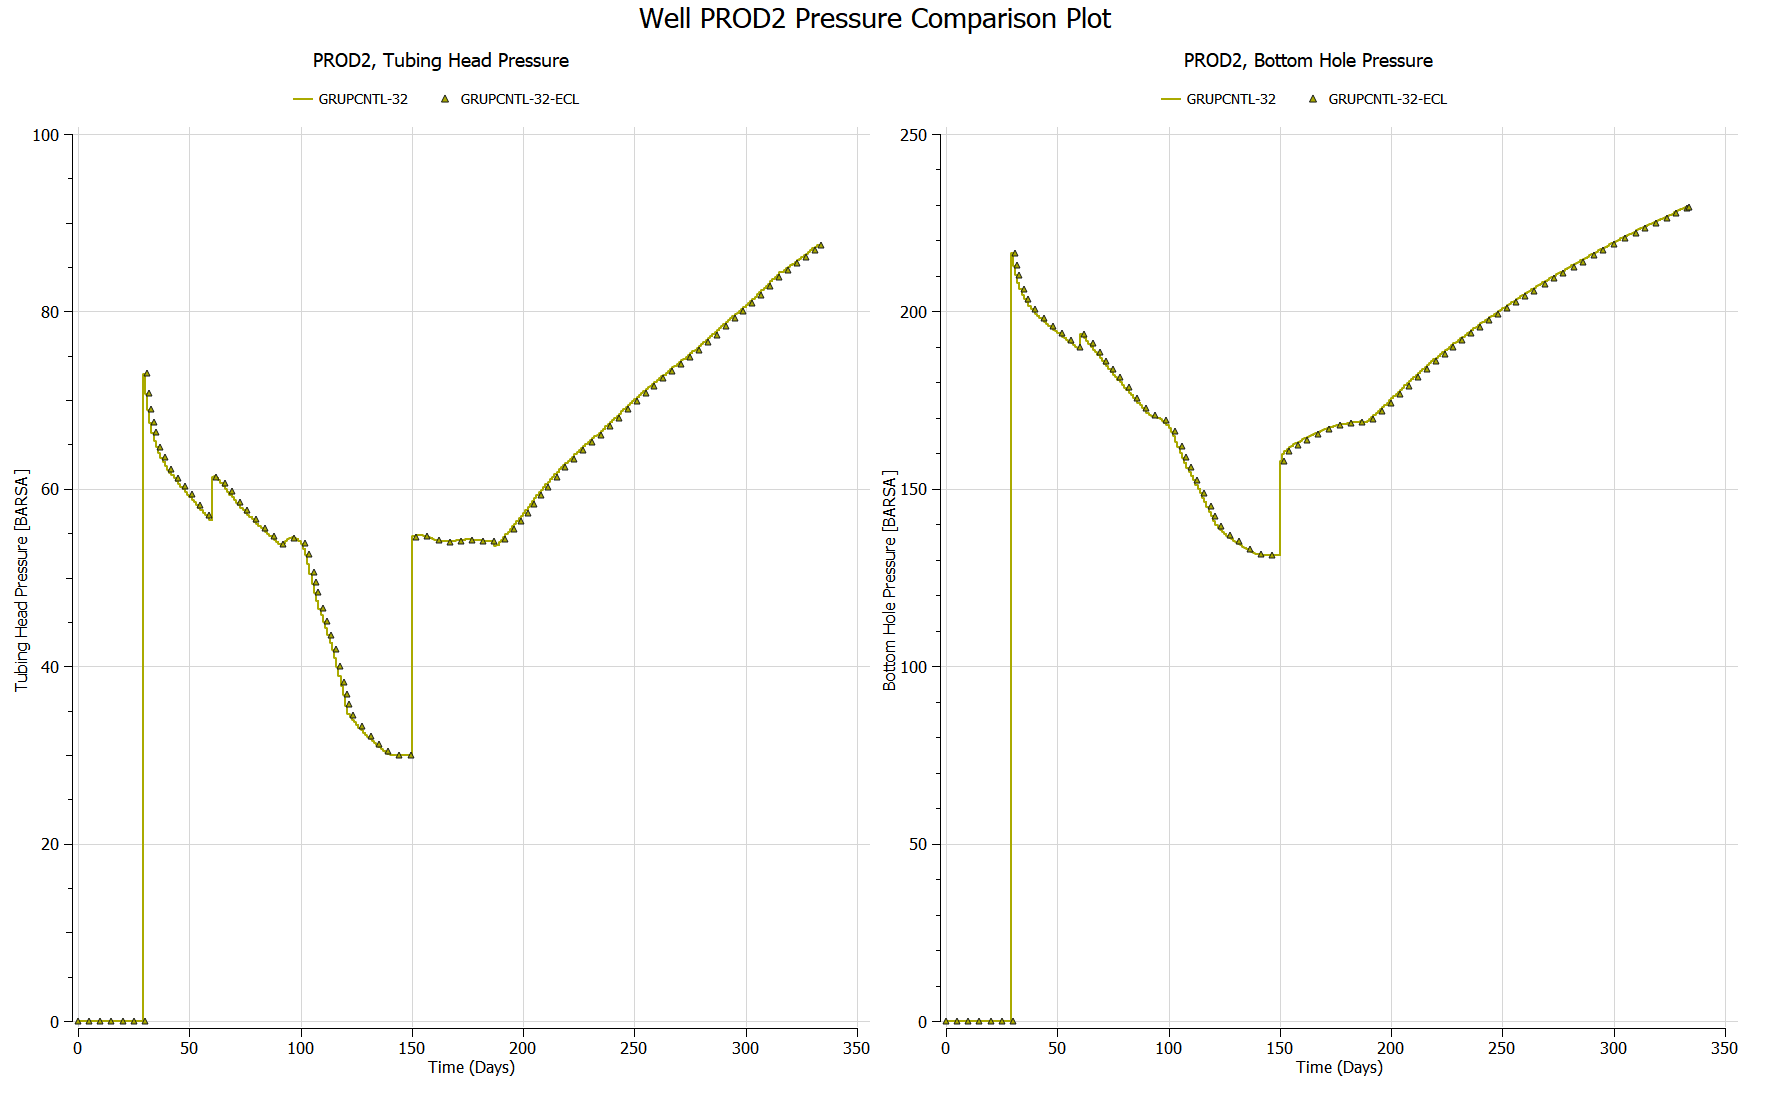 Well PROD2 Pressure Comparison Plot
PROD2, Tubing Head Pressure
GRUPCNTL-32 GRUPCNTL-32-ECL
100
80
60
40
20
0
Tubing Head Pressure [BARSA]
0 50 100 150 200 250 300 350
Time (Days)
PROD2, Bottom Hole Pressure
GRUPCNTL-32 GRUPCNTL-32-ECL
250
200
150
100
50
0
Bottom Hole Pressure [BARSA]
0 50 100 150 200 250 300 350
Time (Days)